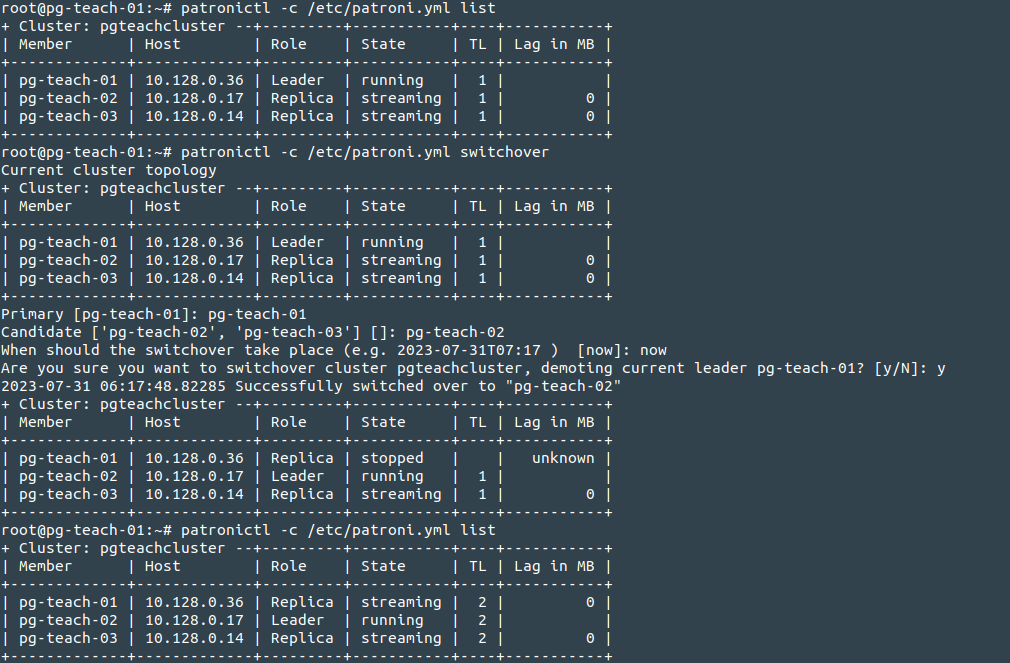 root@pg-teach-01:~# patronictl -c /etc/patroni.yml list
+ Cluster: pgteachcluster --+---------+-----------+----+-----------+
| Member      | Host        | Role    | State     | TL | Lag in MB |
+-------------+-------------+---------+-----------+----+-----------+
| pg-teach-01 | 10.128.0.36 | Leader  | running   |  1 |           |
| pg-teach-02 | 10.128.0.17 | Replica | streaming |  1 |         0 |
| pg-teach-03 | 10.128.0.14 | Replica | streaming |  1 |         0 |
+-------------+-------------+---------+-----------+----+-----------+
root@pg-teach-01:~# patronictl -c /etc/patroni.yml switchover
Current cluster topology
+ Cluster: pgteachcluster --+---------+-----------+----+-----------+
| Member      | Host        | Role    | State     | TL | Lag in MB |
+-------------+-------------+---------+-----------+----+-----------+
| pg-teach-01 | 10.128.0.36 | Leader  | running   |  1 |           |
| pg-teach-02 | 10.128.0.17 | Replica | streaming |  1 |         0 |
| pg-teach-03 | 10.128.0.14 | Replica | streaming |  1 |         0 |
+-------------+-------------+---------+-----------+----+-----------+
Primary [pg-teach-01]: pg-teach-01
Candidate ['pg-teach-02', 'pg-teach-03'] []: pg-teach-02
When should the switchover take place (e.g. 2023-07-31T07:17 )  [now]: now
Are you sure you want to switchover cluster pgteachcluster, demoting current leader pg-teach-01? [y/N]: y
2023-07-31 06:17:48.82285 Successfully switched over to "pg-teach-02"
+ Cluster: pgteachcluster --+---------+-----------+----+-----------+
| Member      | Host        | Role    | State     | TL | Lag in MB |
+-------------+-------------+---------+-----------+----+-----------+
| pg-teach-01 | 10.128.0.36 | Replica | stopped   |    |   unknown |
| pg-teach-02 | 10.128.0.17 | Leader  | running   |  1 |           |
| pg-teach-03 | 10.128.0.14 | Replica | streaming |  1 |         0 |
+-------------+-------------+---------+-----------+----+-----------+
root@pg-teach-01:~# patronictl -c /etc/patroni.yml list
+ Cluster: pgteachcluster --+---------+-----------+----+-----------+
| Member      | Host        | Role    | State     | TL | Lag in MB |
+-------------+-------------+---------+-----------+----+-----------+
| pg-teach-01 | 10.128.0.36 | Replica | streaming |  2 |         0 |
| pg-teach-02 | 10.128.0.17 | Leader  | running   |  2 |           |
| pg-teach-03 | 10.128.0.14 | Replica | streaming |  2 |         0 |
+-------------+-------------+---------+-----------+----+-----------+